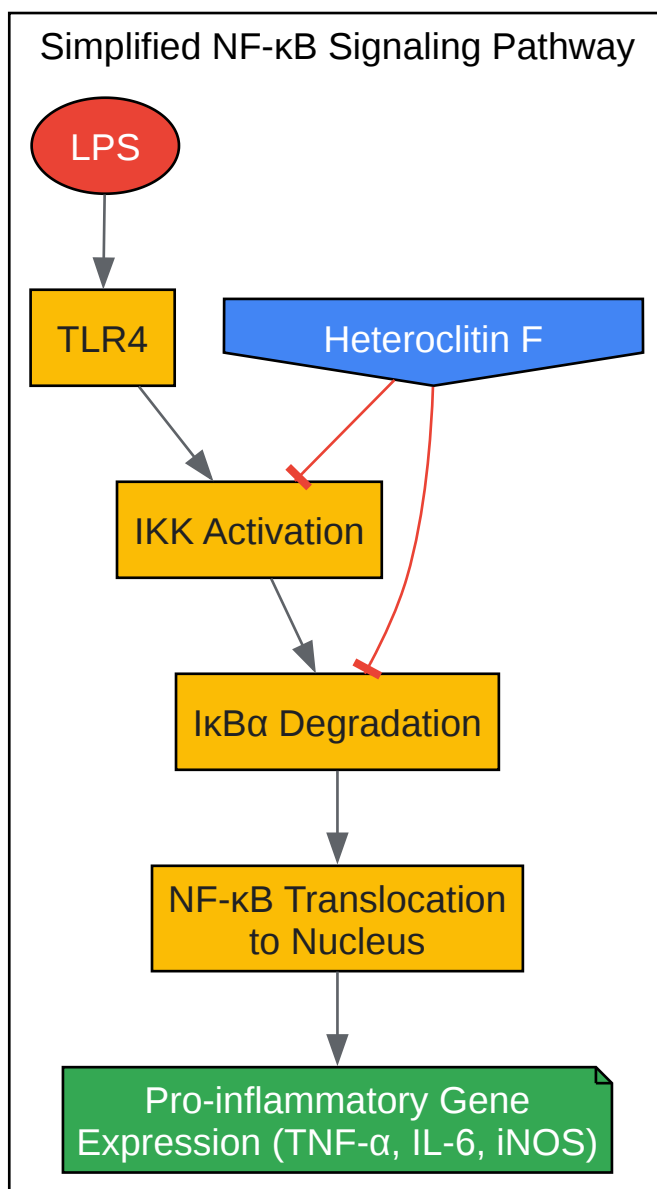 Simplified NF-κB Signaling Pathway
LPS
TLR4
Heteroclitin F
IKK Activation
IκBα Degradation
NF-κB Translocation
to Nucleus
Pro-inflammatory Gene
Expression (TNF-α, IL-6, iNOS)